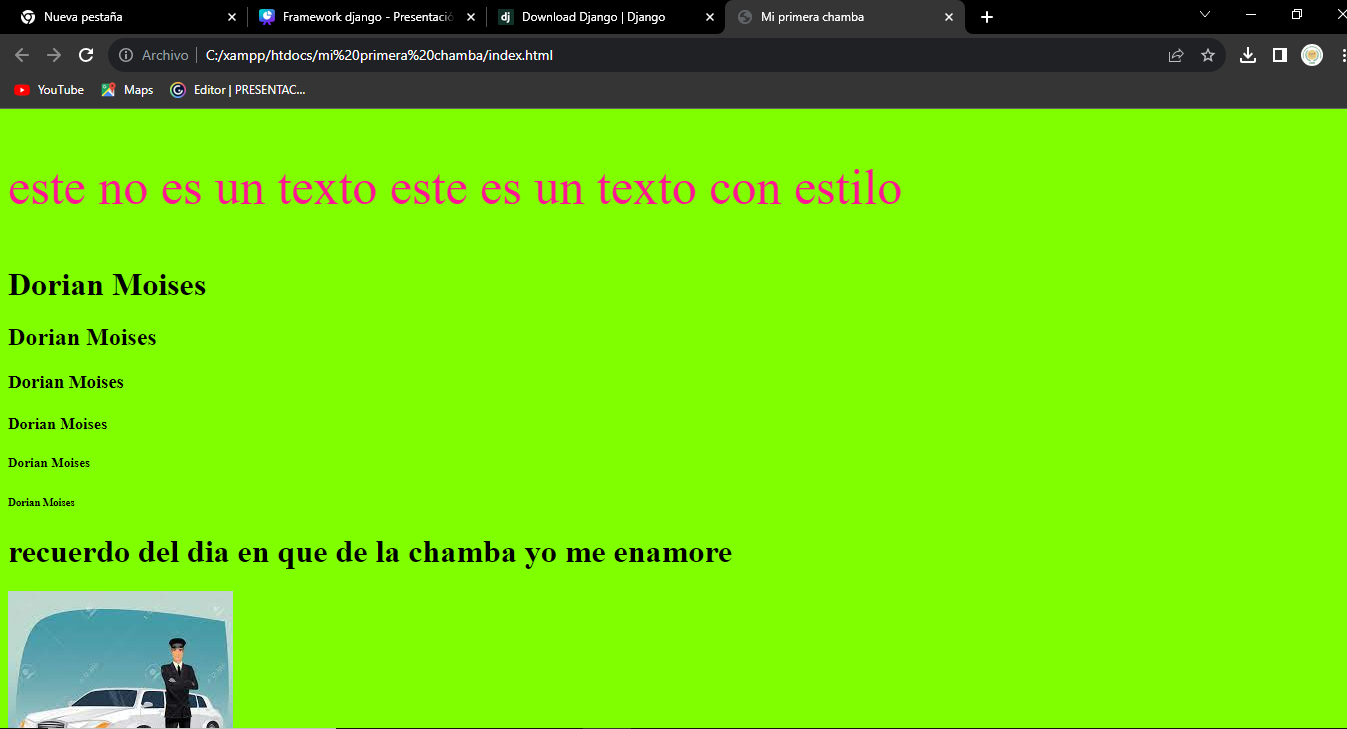 Nueva pestaña
Framework django - Presentació
Download Django | Django
Mi primera chamba
Archivo
C:/xampp/htdocs/mi%20primera%20chamba/index.html
YouTube
Maps
Editor | PRESENTAC...
este no es un texto este es un texto con estilo
Dorian Moises
Dorian Moises
Dorian Moises
Dorian Moises
Dorian Moises
Dorian Moises
recuerdo del dia en que de la chamba yo me enamore